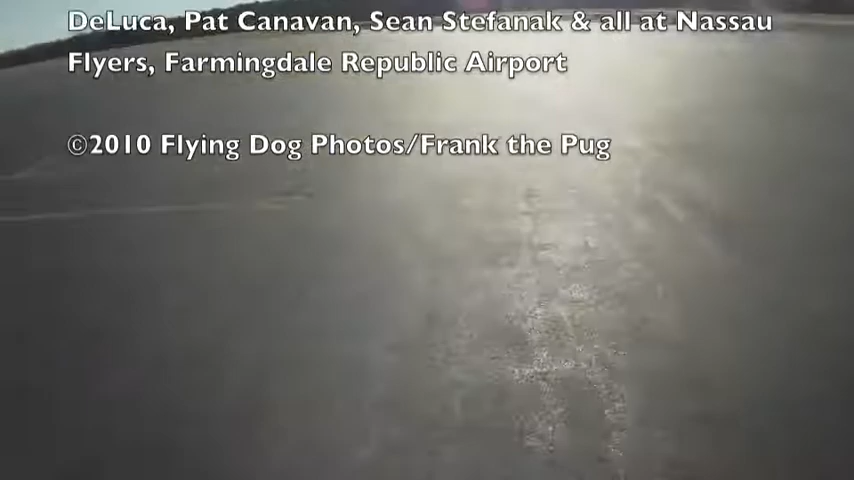 DeLuca, Pat Canavan, Sean Stefanak & all at Nassau
Flyers, Farmingdale Republic Airport
©2010 Flying Dog Photos/Frank the Pug